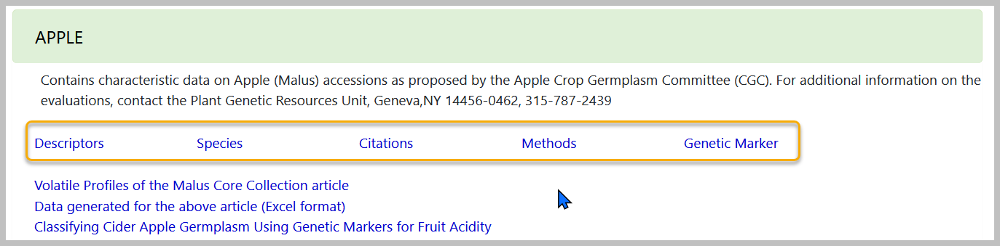 APPLE
Contains characteristic data on Apple (Malus) accessions as proposed by the Apple Crop Germplasm Committee (CGC). For additional information on the
evaluations, contact the Plant Genetic Resources Unit, Geneva,NY 14456-0462, 315-787-2439
Descriptors Species Citations Methods Genetic Marker
Volatile Profiles of the Malus Core Collection article
Data generated for the above article (Excel format)
Classifying Cider Apple Germplasm Using Genetic Markers for Fruit Acidity